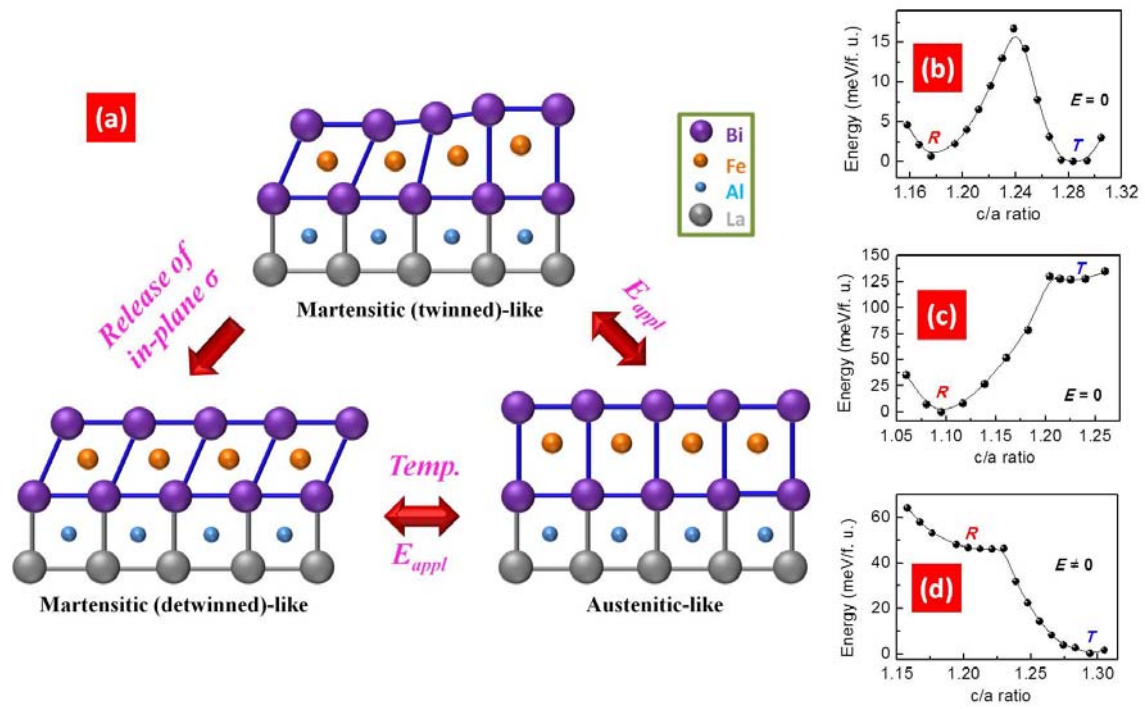 (a)
Bi
Fe
Al
La
Martensitic (twinned)-like
Release of
in-plane σ
E_appl
Temp.
E_appl
Martensitic (detwinned)-like
Austenitic-like
(b)
Energy (meV/f. u.)
15
10
5
0
R
T
E = 0
1.16 1.20 1.24 1.28 1.32
c/a ratio
(c)
Energy (meV/f. u.)
150
125
100
75
50
25
0
R
T
E = 0
1.05 1.10 1.15 1.20 1.25
c/a ratio
(d)
Energy (meV/f. u.)
60
40
20
0
R
T
E ≠ 0
1.15 1.20 1.25 1.30
c/a ratio